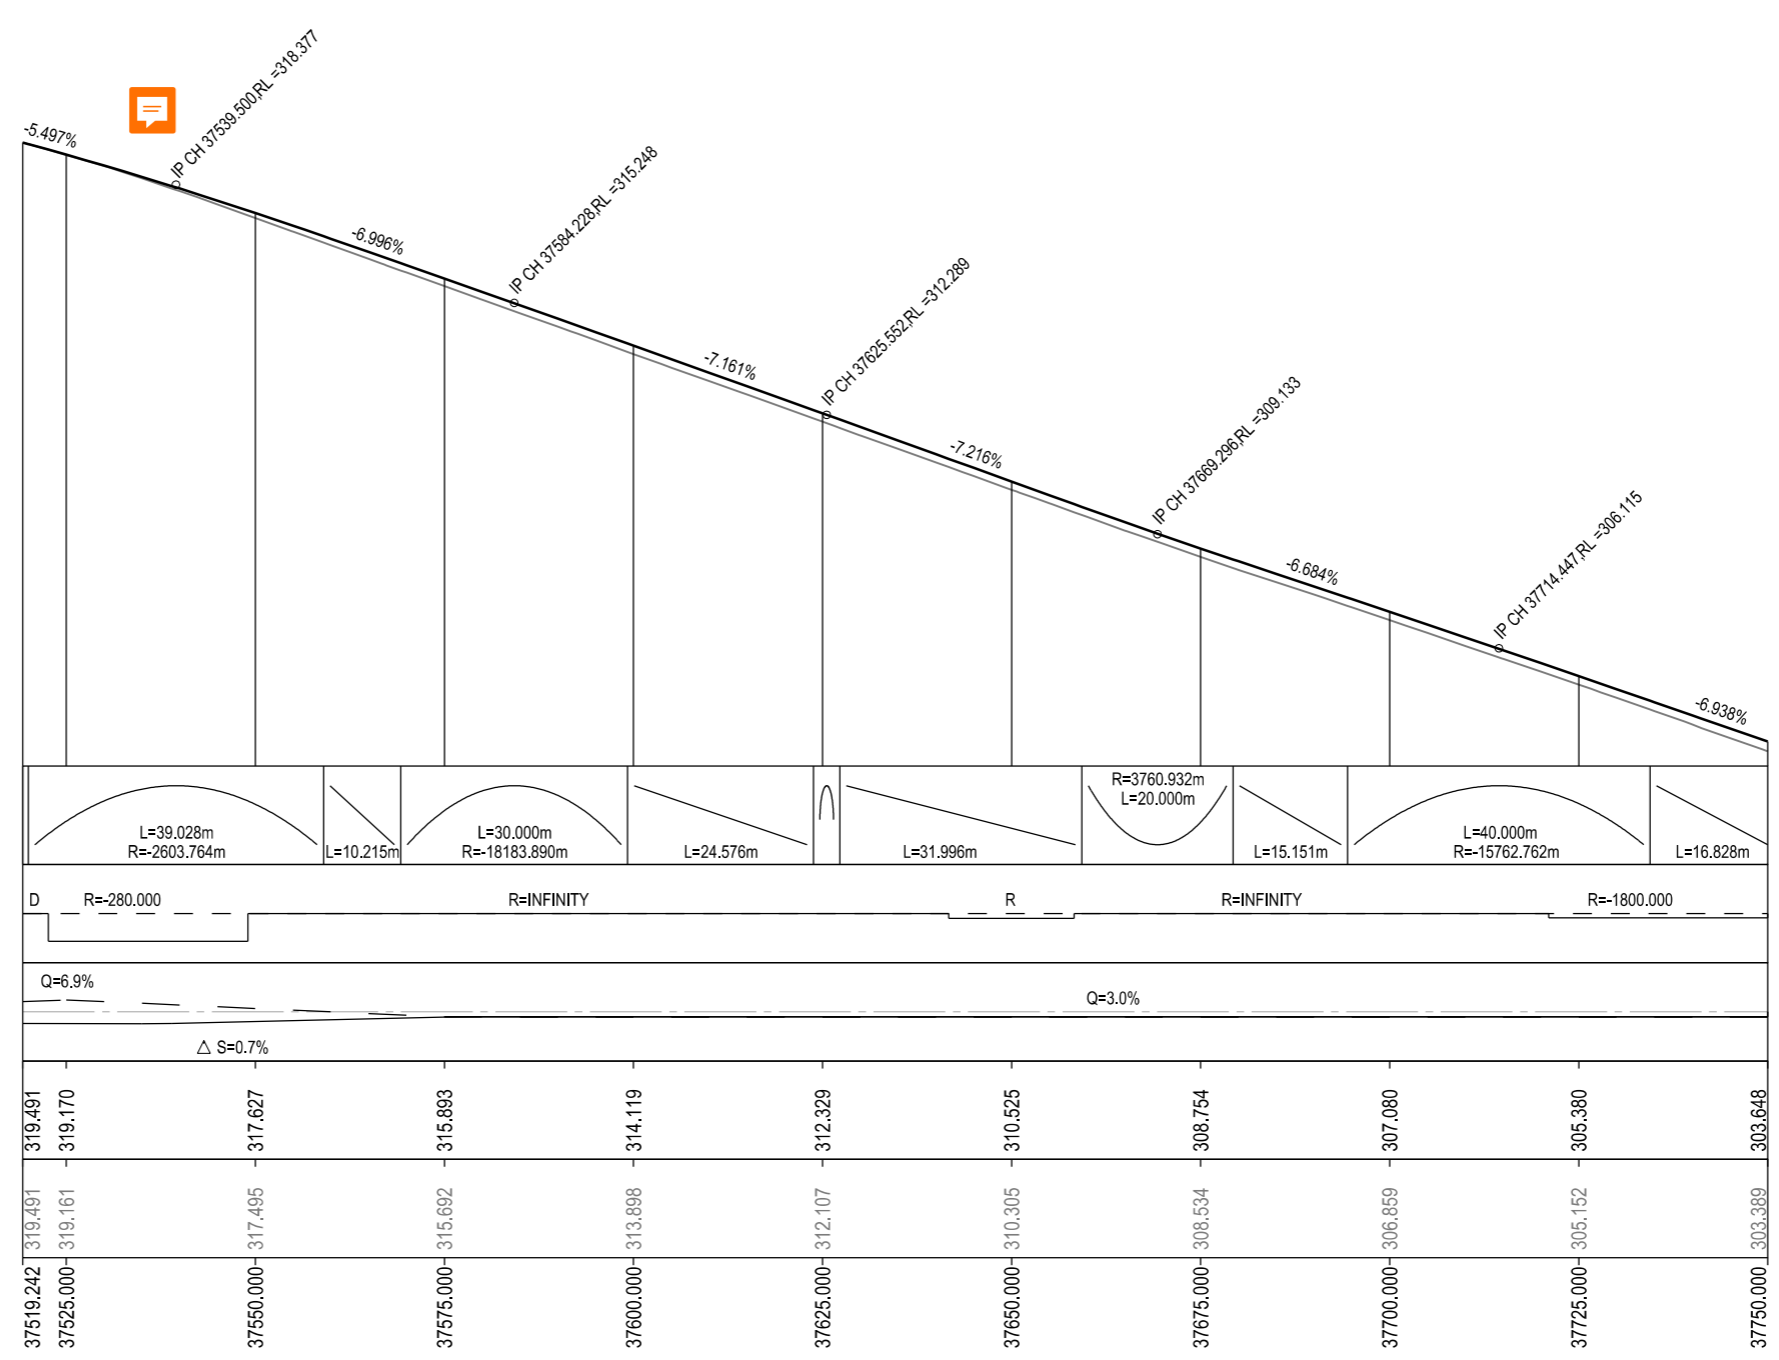 IP CH 37539.500,RL =318.377
-5.497%
IP CH 37584.228,RL =315.248
-6.996%
IP CH 37625.552,RL =312.289
-7.161%
IP CH 37669.296,RL =309.133
-7.216%
IP CH 37714.447,RL =306.115
-6.684%
-6.938%
L=39.028m
R=-2603.764m
L=10.215m
L=30.000m
R=-18183.890m
L=24.576m
L=31.996m
R=3760.932m
L=20.000m
L=15.151m
L=40.000m
R=-15762.762m
L=16.828m
D R=-280.000 R=INFINITY R R=INFINITY R=-1800.000
Q=6.9%
Q=3.0%
△ S=0.7%
319.491 319.170 317.627 315.893 314.119 312.329 310.525 308.754 307.080 305.380 303.648
319.491 319.161 317.495 315.692 313.898 312.107 310.305 308.534 306.859 305.152 303.389
37519.242 37525.000 37550.000 37575.000 37600.000 37625.000 37650.000 37675.000 37700.000 37725.000 37750.000